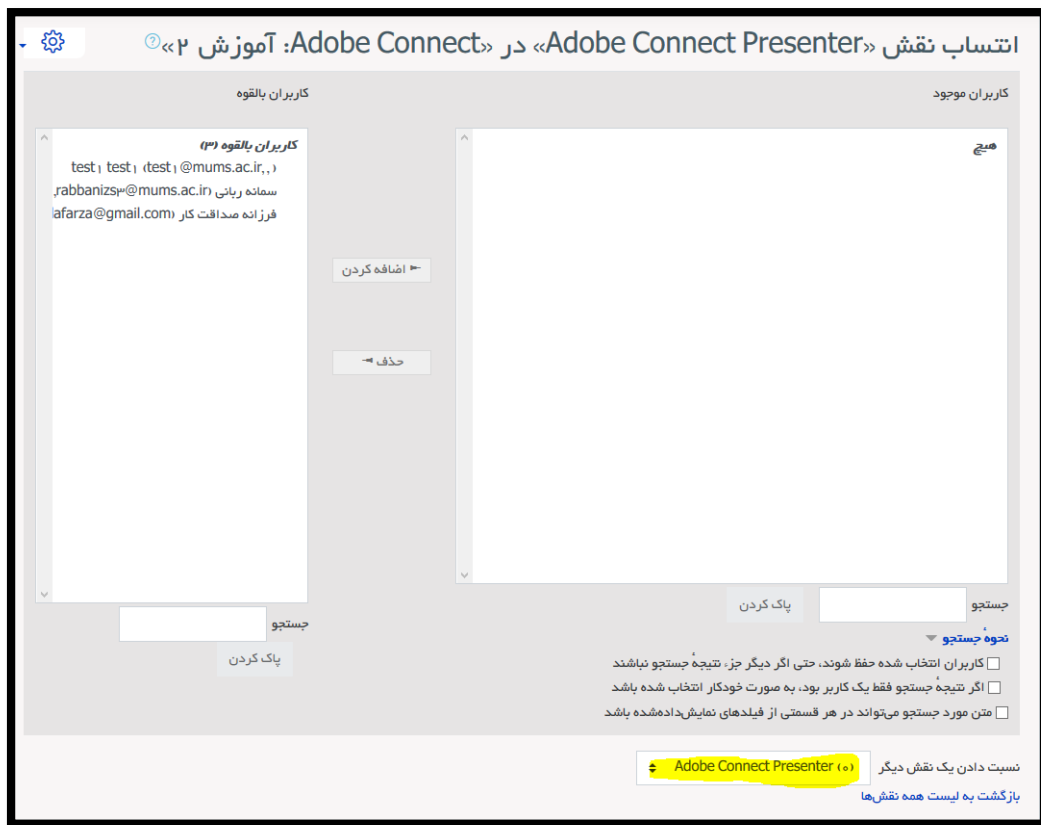 انتساب نقش «Adobe Connect Presenter» در «Adobe Connect: آموزش ۲»
کاربران موجود
کاربران بالقوه
هیچ
کاربران بالقوه (۳)
test۱ test۱ (test۱@mums.ac.ir,,)
سمانه ربانی (rabbanizs۳@mums.ac.ir,
فرزانه صداقت کار (afarza@gmail.com
اضافه کردن
حذف
جستجو
پاک کردن
جستجو
پاک کردن
نحوهٔ جستجو
کاربران انتخاب شده حفظ شوند، حتی اگر دیگر جزء نتیجهٔ جستجو نباشند
اگر نتیجهٔ جستجو فقط یک کاربر بود، به صورت خودکار انتخاب شده باشد
متن مورد جستجو می‌تواند در هر قسمتی از فیلدهای نمایش‌داده‌شده باشد
نسبت دادن یک نقش دیگر
Adobe Connect Presenter (۰)
بازگشت به لیست همه نقش‌ها